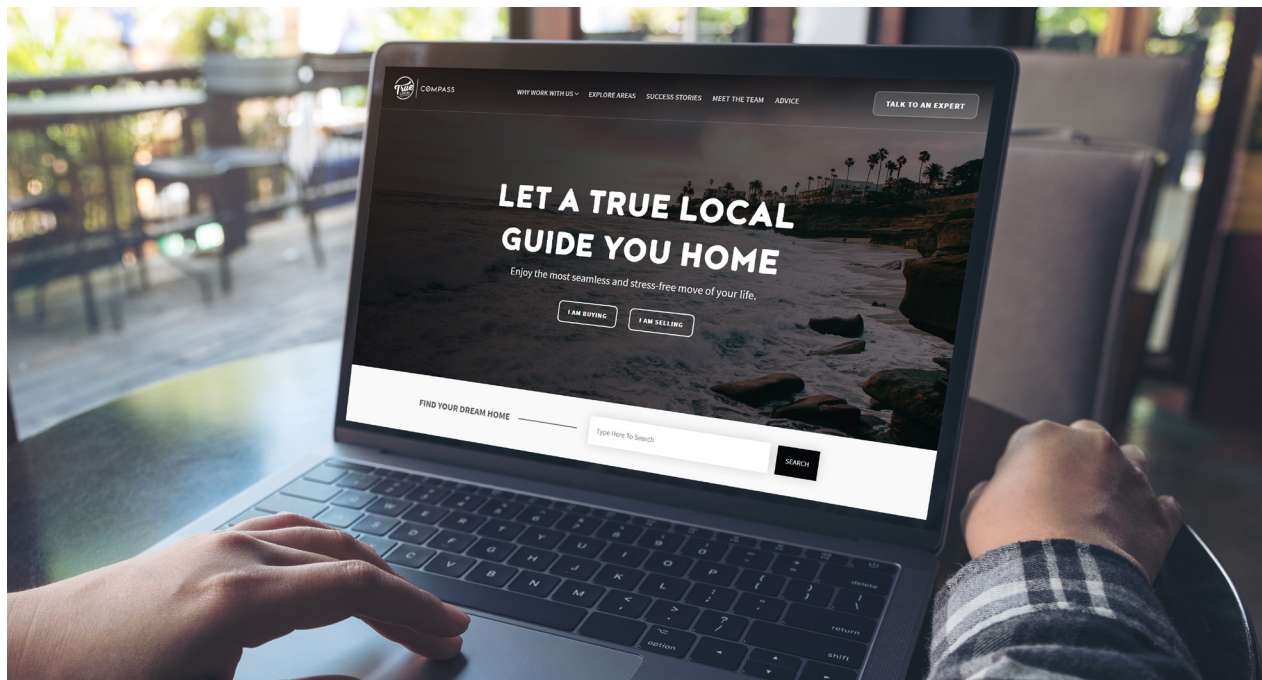 True
COMPASS
WHY WORK WITH US
EXPLORE AREAS
SUCCESS STORIES
MEET THE TEAM
ADVICE
TALK TO AN EXPERT
LET A TRUE LOCAL
GUIDE YOU HOME
Enjoy the most seamless and stress-free move of your life.
I AM BUYING
I AM SELLING
FIND YOUR DREAM HOME
Type Here To Search
SEARCH
delete
return
shift
option